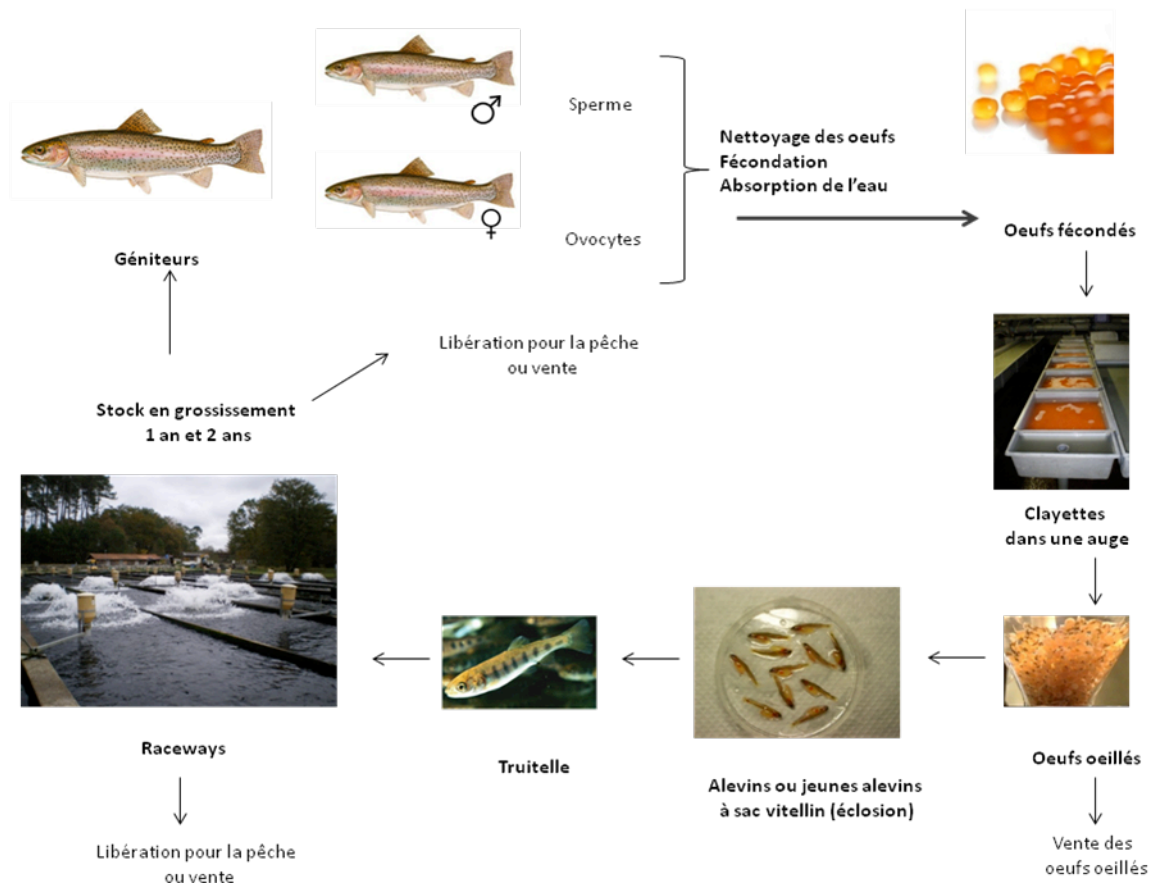 Sperme
♂
Nettoyage des oeufs
Fécondation
Absorption de l'eau
♀
Ovocytes
Oeufs fécondés
Géniteurs
Libération pour la pêche
ou vente
Stock en grossissement
1 an et 2 ans
Clayettes
dans une auge
Raceways
Truitelle
Alevins ou jeunes alevins
à sac vitellin (éclosion)
Oeufs oeillés
Libération pour la pêche
ou vente
Vente des
oeufs oeillés